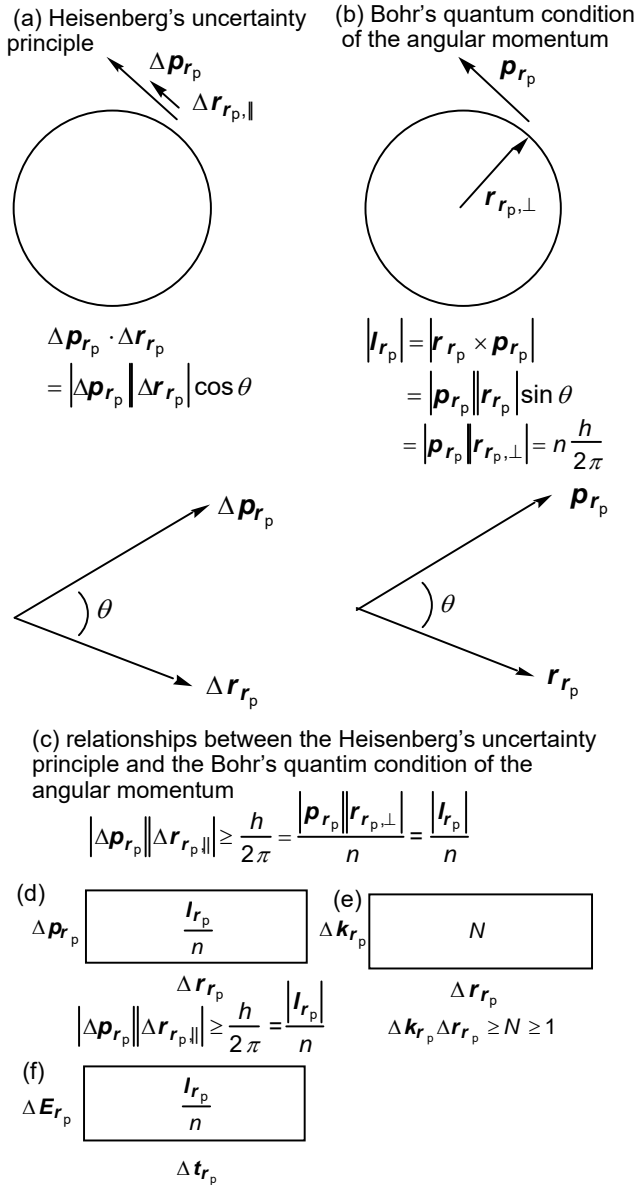 (a) Heisenberg's uncertainty
principle
Δp_{r_p}
Δr_{r_p,∥}
Δp_{r_p} · Δr_{r_p}
= |Δp_{r_p}||Δr_{r_p}| cos θ
Δp_{r_p}
θ
Δr_{r_p}
(b) Bohr's quantum condition
of the angular momentum
p_{r_p}
r_{r_p,⊥}
|l_{r_p}| = |r_{r_p} × p_{r_p}|
= |p_{r_p}||r_{r_p}| sin θ
= |p_{r_p}||r_{r_p,⊥}| = n h/2π
p_{r_p}
θ
r_{r_p}
(c) relationships between the Heisenberg's uncertainty
principle and the Bohr's quantim condition of the
angular momentum
|Δp_{r_p}||Δr_{r_p,∥}| ≥ h/2π = |p_{r_p}||r_{r_p,⊥}|/n = |l_{r_p}|/n
(d)
Δp_{r_p}
l_{r_p}/n
Δr_{r_p}
|Δp_{r_p}||Δr_{r_p,∥}| ≥ h/2π = |l_{r_p}|/n
(e)
Δk_{r_p}
N
Δr_{r_p}
Δk_{r_p} Δr_{r_p} ≥ N ≥ 1
(f)
ΔE_{r_p}
l_{r_p}/n
Δt_{r_p}